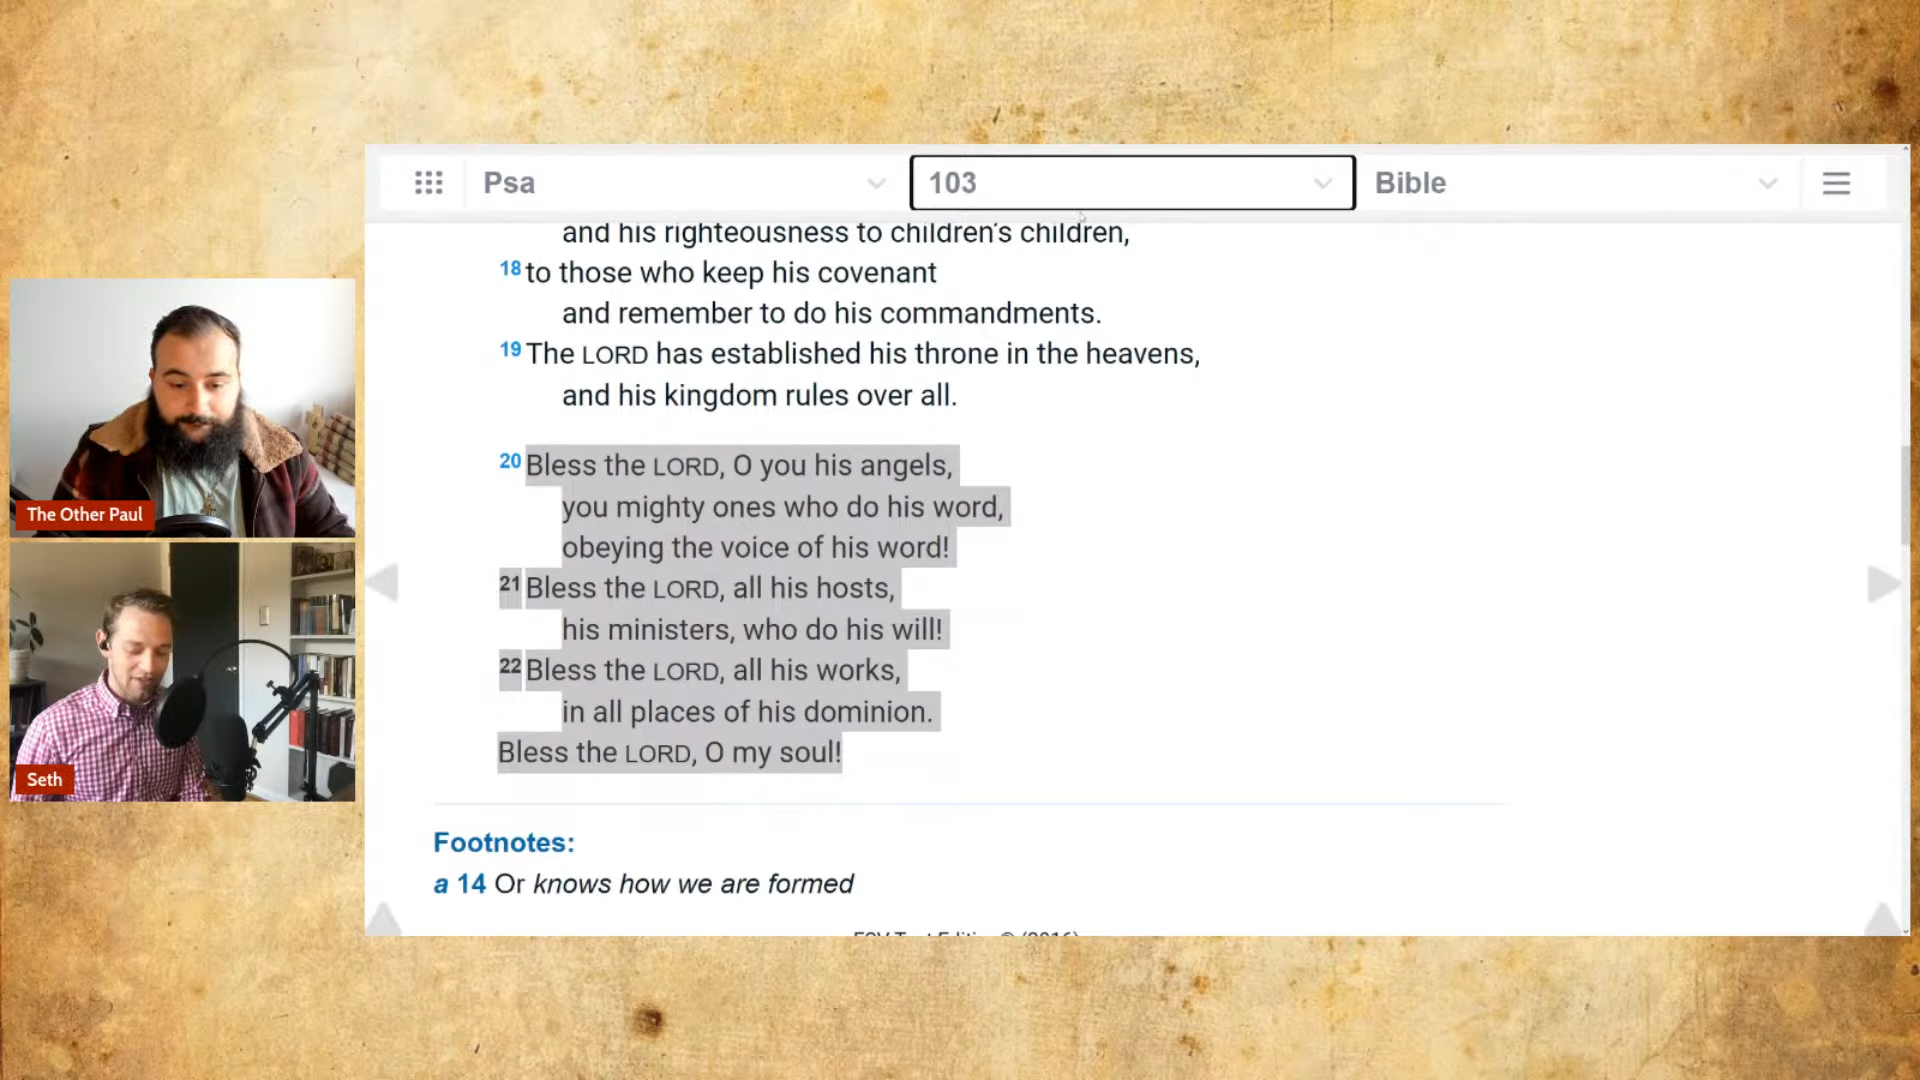 Psa
103
Bible
and his righteousness to children's children,
18 to those who keep his covenant
and remember to do his commandments.
19 The LORD has established his throne in the heavens,
and his kingdom rules over all.
20 Bless the LORD, O you his angels,
you mighty ones who do his word,
obeying the voice of his word!
21 Bless the LORD, all his hosts,
his ministers, who do his will!
22 Bless the LORD, all his works,
in all places of his dominion.
Bless the LORD, O my soul!
Footnotes:
a 14 Or knows how we are formed
ESV Text Edition® (2016)
The Other Paul
Seth